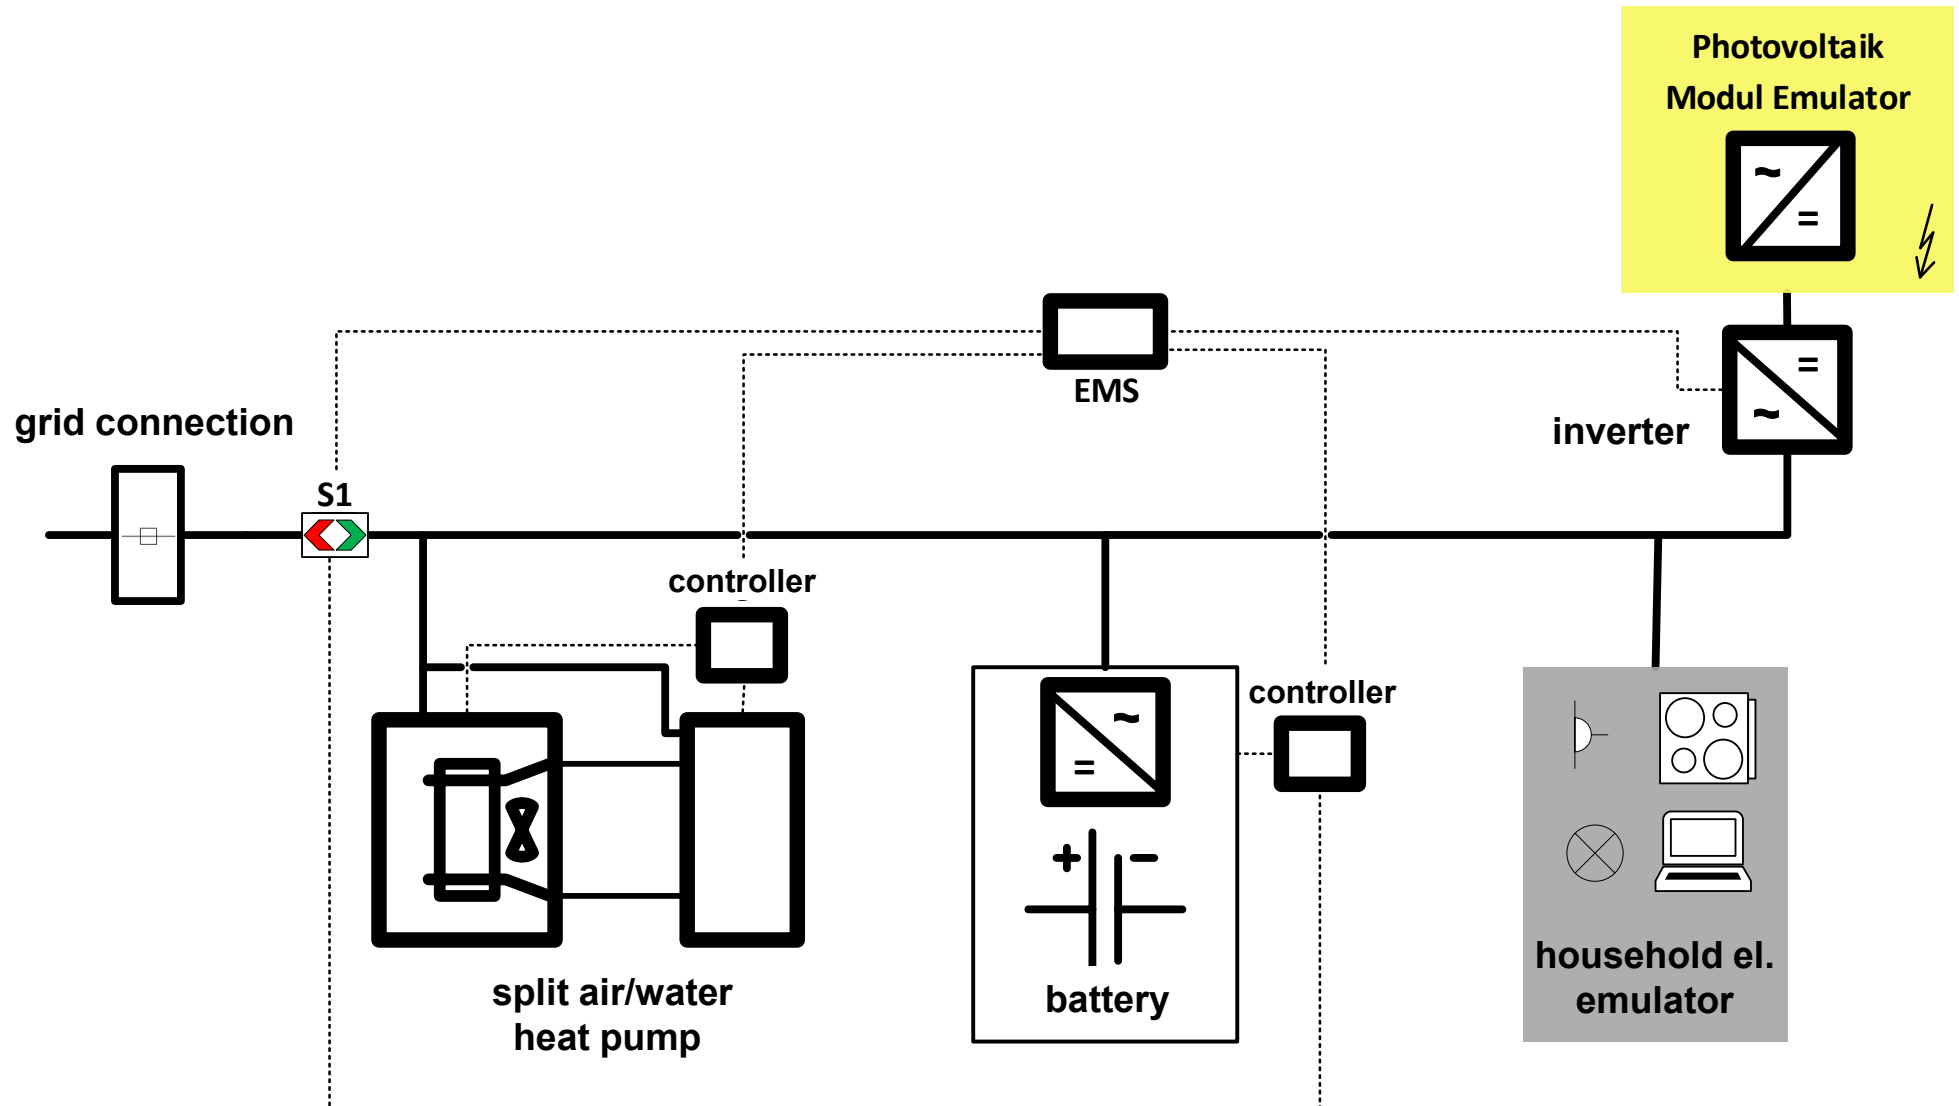 Photovoltaik
Modul Emulator
~
=
EMS
=
~
inverter
grid connection
S1
controller
controller
~
=
+ −
split air/water
heat pump
battery
household el.
emulator